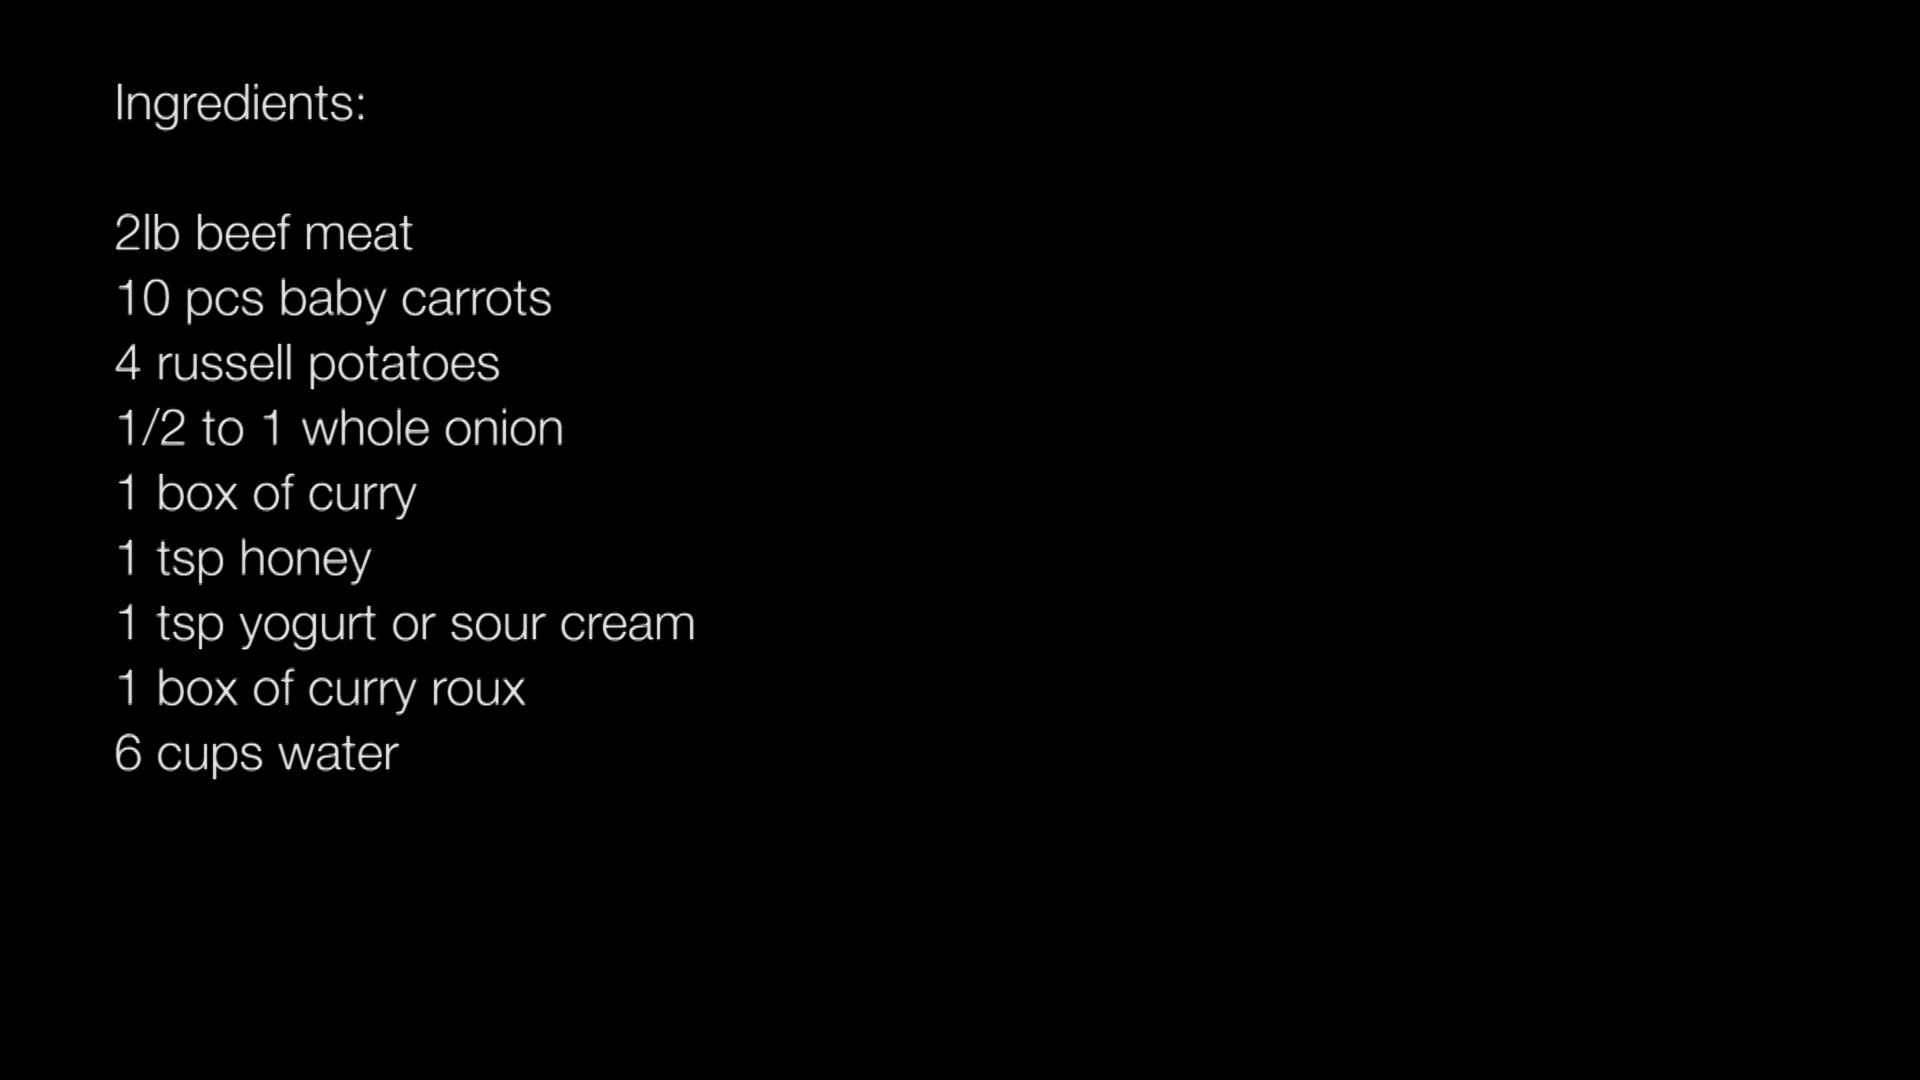 Ingredients:
2lb beef meat
10 pcs baby carrots
4 russell potatoes
1/2 to 1 whole onion
1 box of curry
1 tsp honey
1 tsp yogurt or sour cream
1 box of curry roux
6 cups water